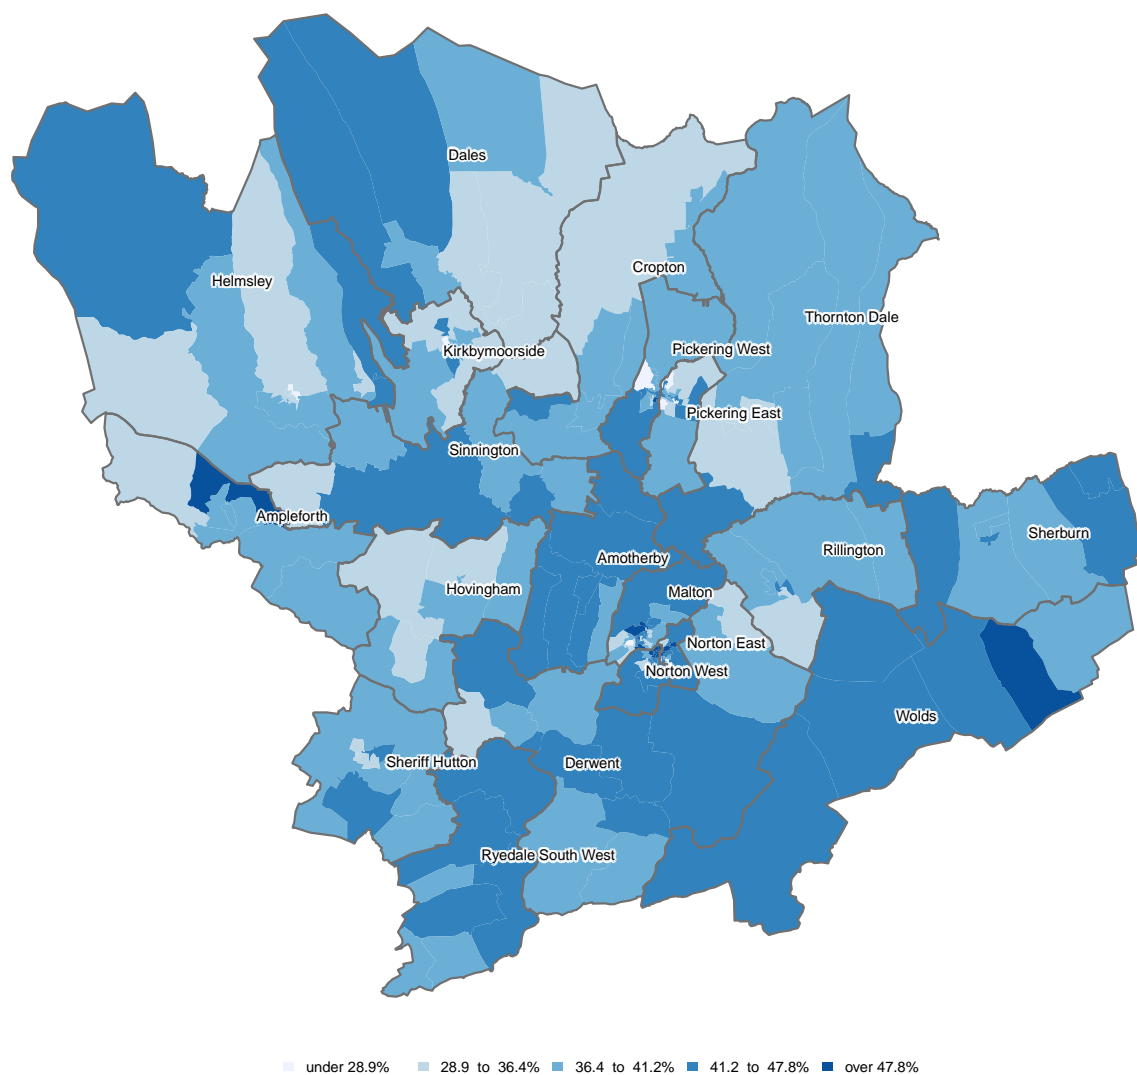 Dales
Cropton
Helmsley
Thornton Dale
Kirkbymoorside
Pickering West
Pickering East
Sinnington
Ampleforth
Sherburn
Rillington
Amotherby
Hovingham
Malton
Norton East
Norton West
Wolds
Sheriff Hutton
Derwent
Ryedale South West
under 28.9% 28.9 to 36.4% 36.4 to 41.2% 41.2 to 47.8% over 47.8%